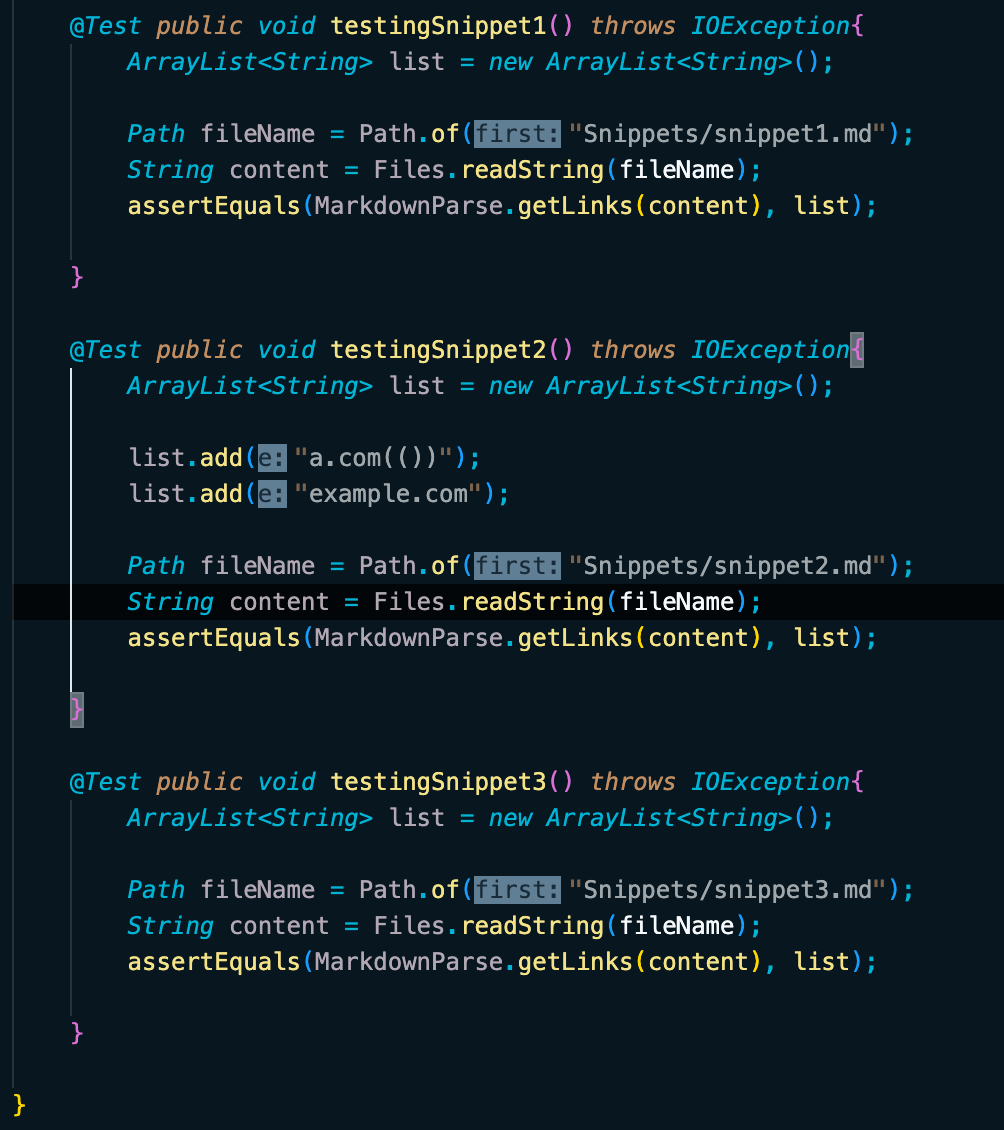 @Test public void testingSnippet1() throws IOException{
ArrayList<String> list = new ArrayList<String>();
Path fileName = Path.of(first: "Snippets/snippet1.md");
String content = Files.readString(fileName);
assertEquals(MarkdownParse.getLinks(content), list);
}
@Test public void testingSnippet2() throws IOException{
ArrayList<String> list = new ArrayList<String>();
list.add(e: "a.com(())");
list.add(e: "example.com");
Path fileName = Path.of(first: "Snippets/snippet2.md");
String content = Files.readString(fileName);
assertEquals(MarkdownParse.getLinks(content), list);
}
@Test public void testingSnippet3() throws IOException{
ArrayList<String> list = new ArrayList<String>();
Path fileName = Path.of(first: "Snippets/snippet3.md");
String content = Files.readString(fileName);
assertEquals(MarkdownParse.getLinks(content), list);
}
}